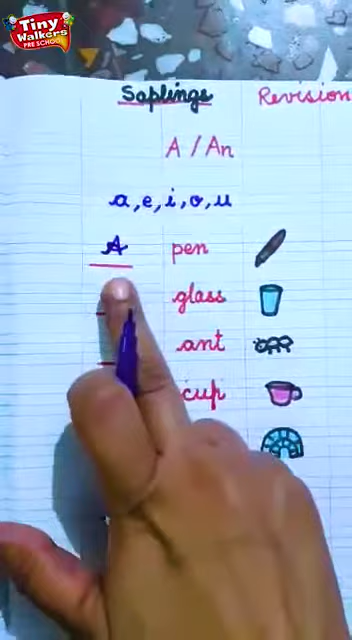 Tiny
Walkers
PRE SCHOOL
Saplings Revision
A / An
a, e, i, o, u
A pen
glass
ant
cup